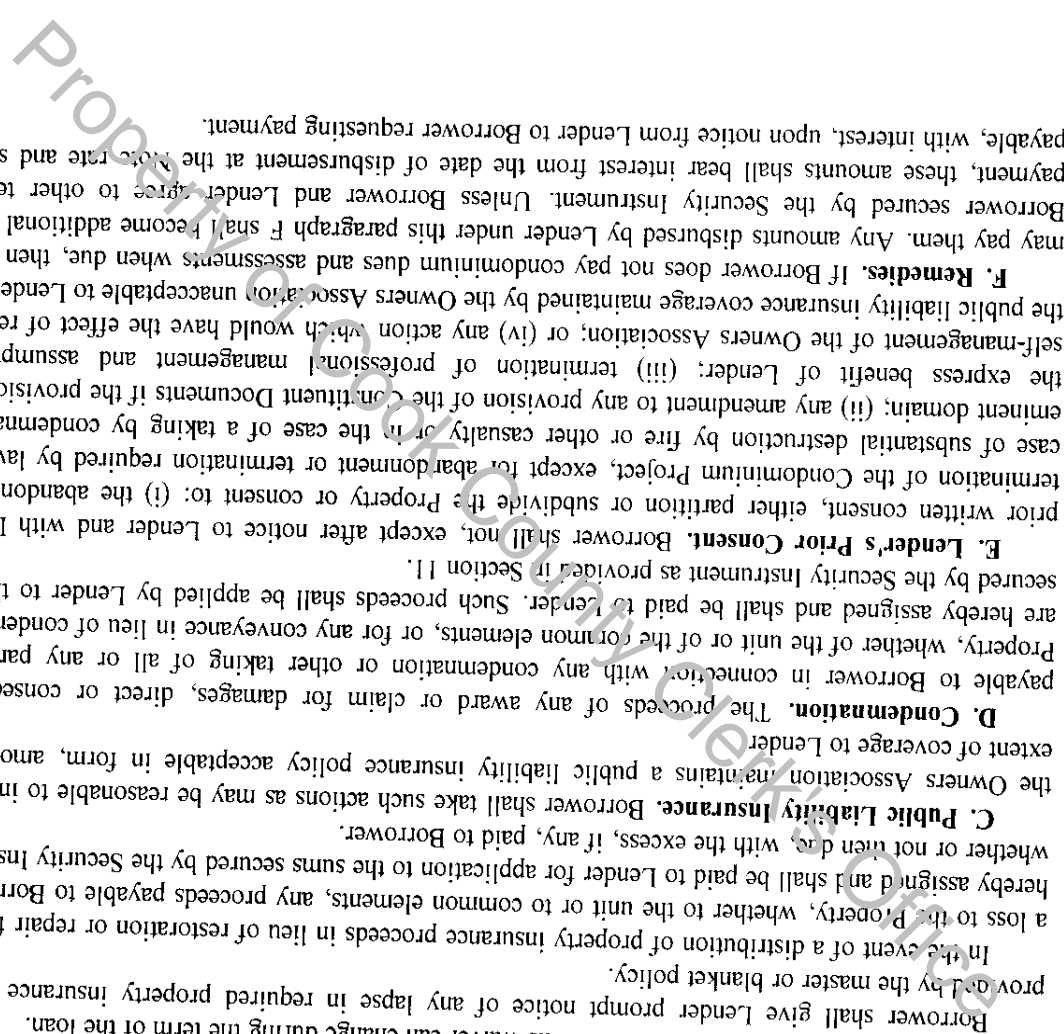 can change during the term of the loan.
Borrower shall give Lender prompt notice of any lapse in required property insurance
provided by the master or blanket policy.
In the event of a distribution of property insurance proceeds in lieu of restoration or repair
a loss to the Property, whether to the unit or to common elements, any proceeds payable to
hereby assigned and shall be paid to Lender for application to the sums secured by the Security
whether or not then due, with the excess, if any, paid to Borrower.
C. Public Liability Insurance. Borrower shall take such actions as may be reasonable to
the Owners Association maintains a public liability insurance policy acceptable in form,
extent of coverage to Lender
D. Condemnation. The proceeds of any award or claim for damages, direct or
payable to Borrower in connection with any condemnation or other taking of all or any
Property, whether of the unit or of the common elements, or for any conveyance in lieu of
are hereby assigned and shall be paid to Lender. Such proceeds shall be applied by Lender to
secured by the Security Instrument as provided in Section 11.
E. Lender's Prior Consent. Borrower shall not, except after notice to Lender and with
prior written consent, either partition or subdivide the Property or consent to: (i) the
termination of the Condominium Project, except for abandonment or termination required by
case of substantial destruction by fire or other casualty or in the case of a taking by
eminent domain; (ii) any amendment to any provision of the Constituent Documents if the
the express benefit of Lender; (iii) termination of professional management and
self-management of the Owners Association; or (iv) any action which would have the effect of
the public liability insurance coverage maintained by the Owners Association unacceptable to
F. Remedies. If Borrower does not pay condominium dues and assessments when due, then
may pay them. Any amounts disbursed by Lender under this paragraph F shall become additional
Borrower secured by the Security Instrument. Unless Borrower and Lender agree to other
payment, these amounts shall bear interest from the date of disbursement at the Note rate and
payable, with interest, upon notice from Lender to Borrower requesting payment.
Property of Cook County Clerk's Office